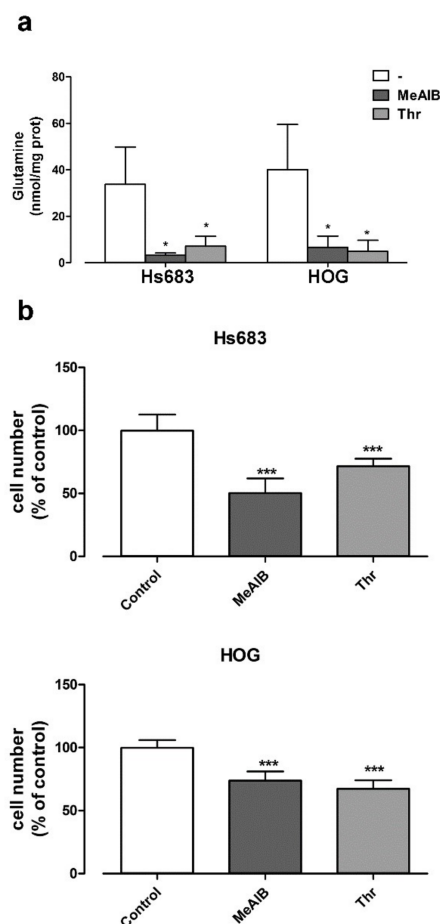 a
80
60
40
20
0
Glutamine
(nmol/mg prot)
-
MeAIB
Thr
*
*
*
*
Hs683
HOG
b
Hs683
150
100
50
0
cell number
(% of control)
***
***
Control
MeAIB
Thr
HOG
150
100
50
0
cell number
(% of control)
***
***
Control
MeAIB
Thr